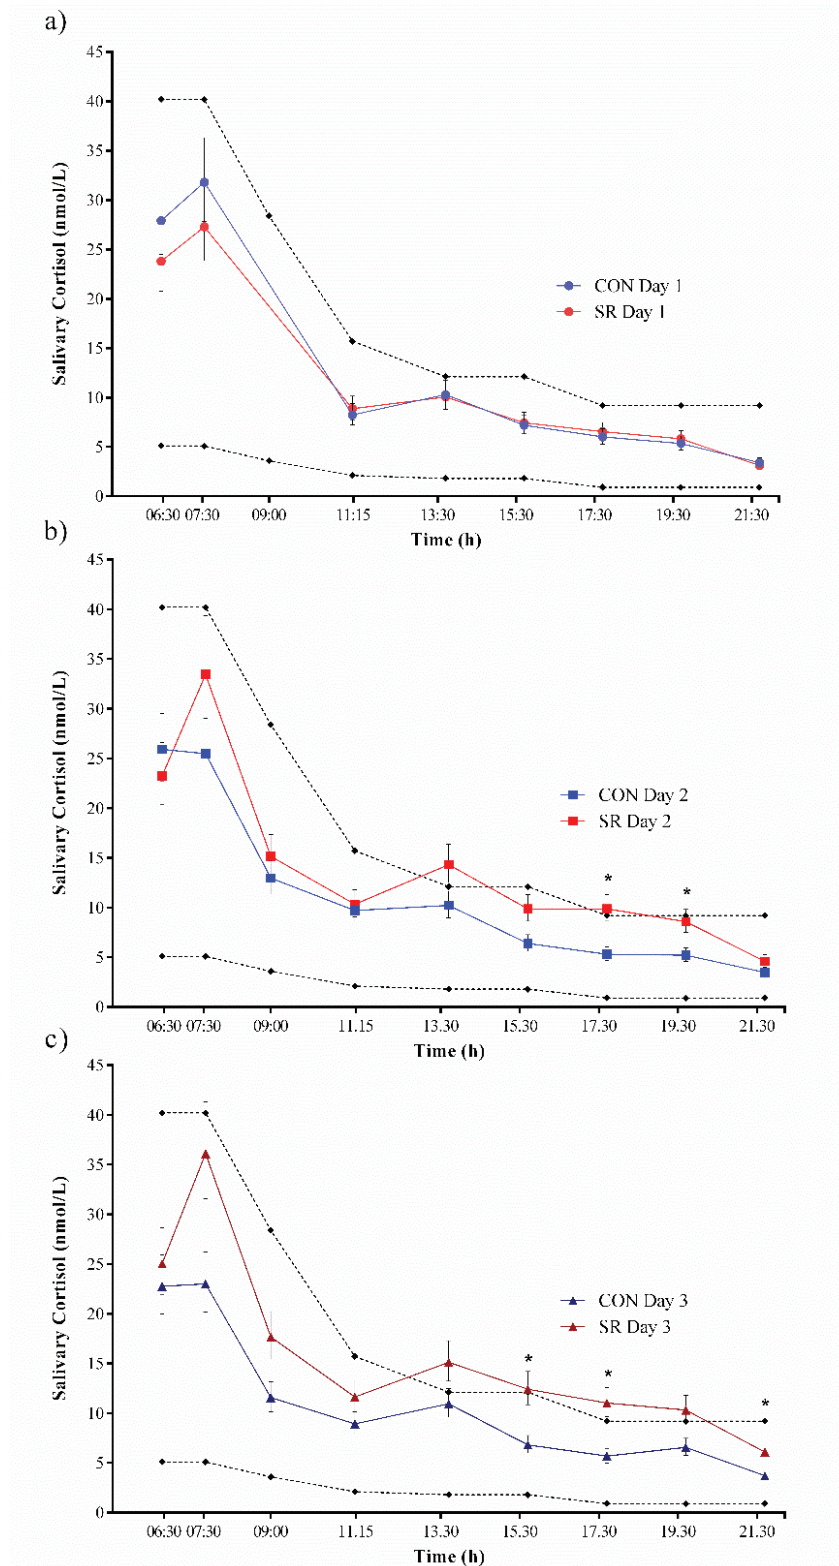 a)
45
40
35
30
25
20
15
10
5
0
Salivary Cortisol (nmol/L)
CON Day 1
SR Day 1
06:30 07:30 09:00 11:15 13:30 15:30 17:30 19:30 21:30
Time (h)
b)
45
40
35
30
25
20
15
10
5
0
Salivary Cortisol (nmol/L)
CON Day 2
SR Day 2
* *
06:30 07:30 09:00 11.15 13.30 15.30 17.30 19.30 21.30
Time (h)
c)
45
40
35
30
25
20
15
10
5
0
Salivary Cortisol (nmol/L)
CON Day 3
SR Day 3
* * *
06:30 07:30 09:00 11.15 13.30 15.30 17.30 19.30 21.30
Time (h)